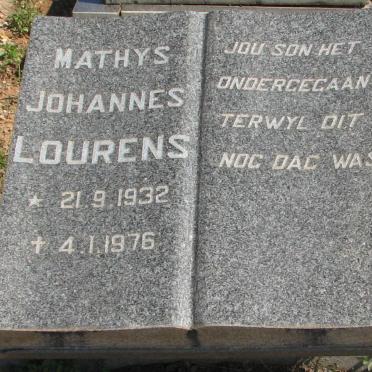 MATHYS
JOHANNES
LOURENS
* 21.9.1932
✝ 4.1.1976
JOU SON HET
ONDERGEGAAN
TERWYL DIT
NOG DAG WAS